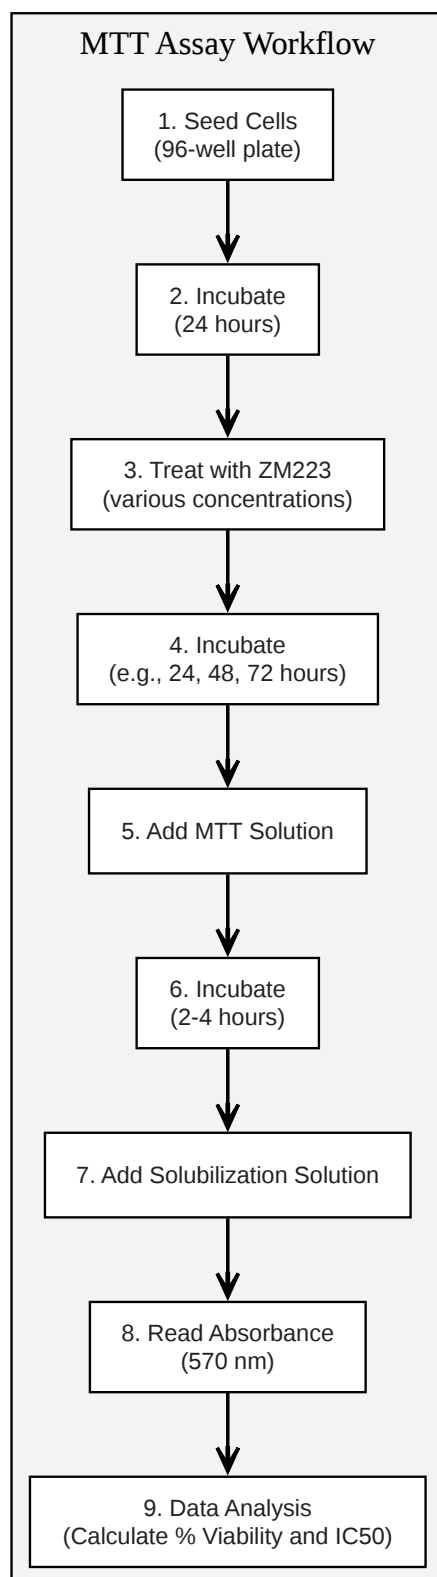 MTT Assay Workflow
1. Seed Cells
(96-well plate)
2. Incubate
(24 hours)
3. Treat with ZM223
(various concentrations)
4. Incubate
(e.g., 24, 48, 72 hours)
5. Add MTT Solution
6. Incubate
(2-4 hours)
7. Add Solubilization Solution
8. Read Absorbance
(570 nm)
9. Data Analysis
(Calculate % Viability and IC50)